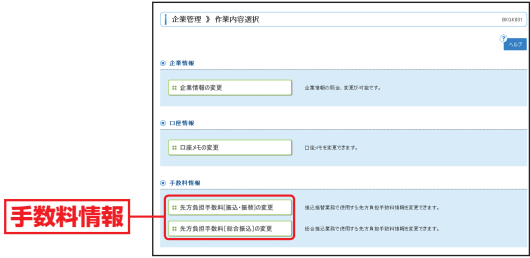 企業管理 》 作業内容選択
BKGKB01
? ヘルプ
企業情報
企業情報の変更
企業情報の照会、変更が可能です。
口座情報
口座メモの変更
口座メモを変更できます。
手数料情報
手数料情報
先方負担手数料[振込・振替]の変更
振込振替業務で使用する先方負担手数料情報を変更できます。
先方負担手数料[総合振込]の変更
総合振込業務で使用する先方負担手数料情報を変更できます。